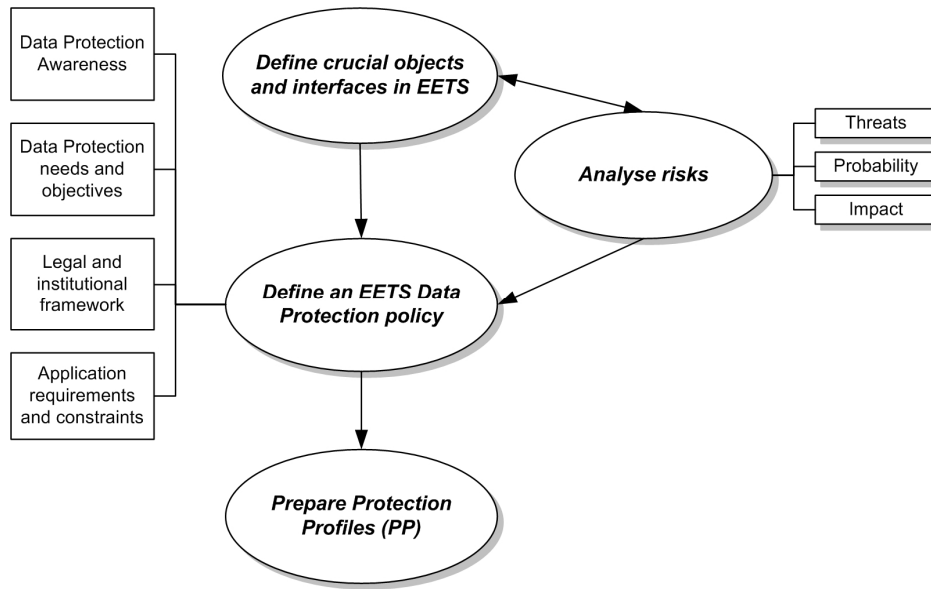 Data Protection
Awareness
Define crucial objects
and interfaces in EETS
Threats
Data Protection
needs and
objectives
Analyse risks
Probability
Impact
Legal and
institutional
framework
Define an EETS Data
Protection policy
Application
requirements
and constraints
Prepare Protection
Profiles (PP)